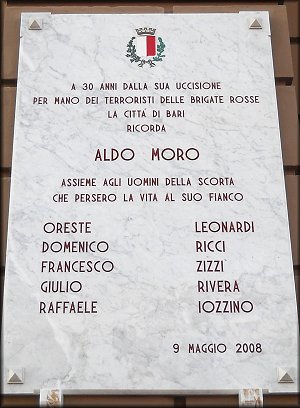 A 30 ANNI DALLA SUA UCCISIONE
PER MANO DEI TERRORISTI DELLE BRIGATE ROSSE
LA CITTÀ DI BARI
RICORDA
ALDO MORO
ASSIEME AGLI UOMINI DELLA SCORTA
CHE PERSERO LA VITA AL SUO FIANCO
ORESTE LEONARDI
DOMENICO RICCI
FRANCESCO ZIZZI
GIULIO RIVERA
RAFFAELE IOZZINO
9 MAGGIO 2008